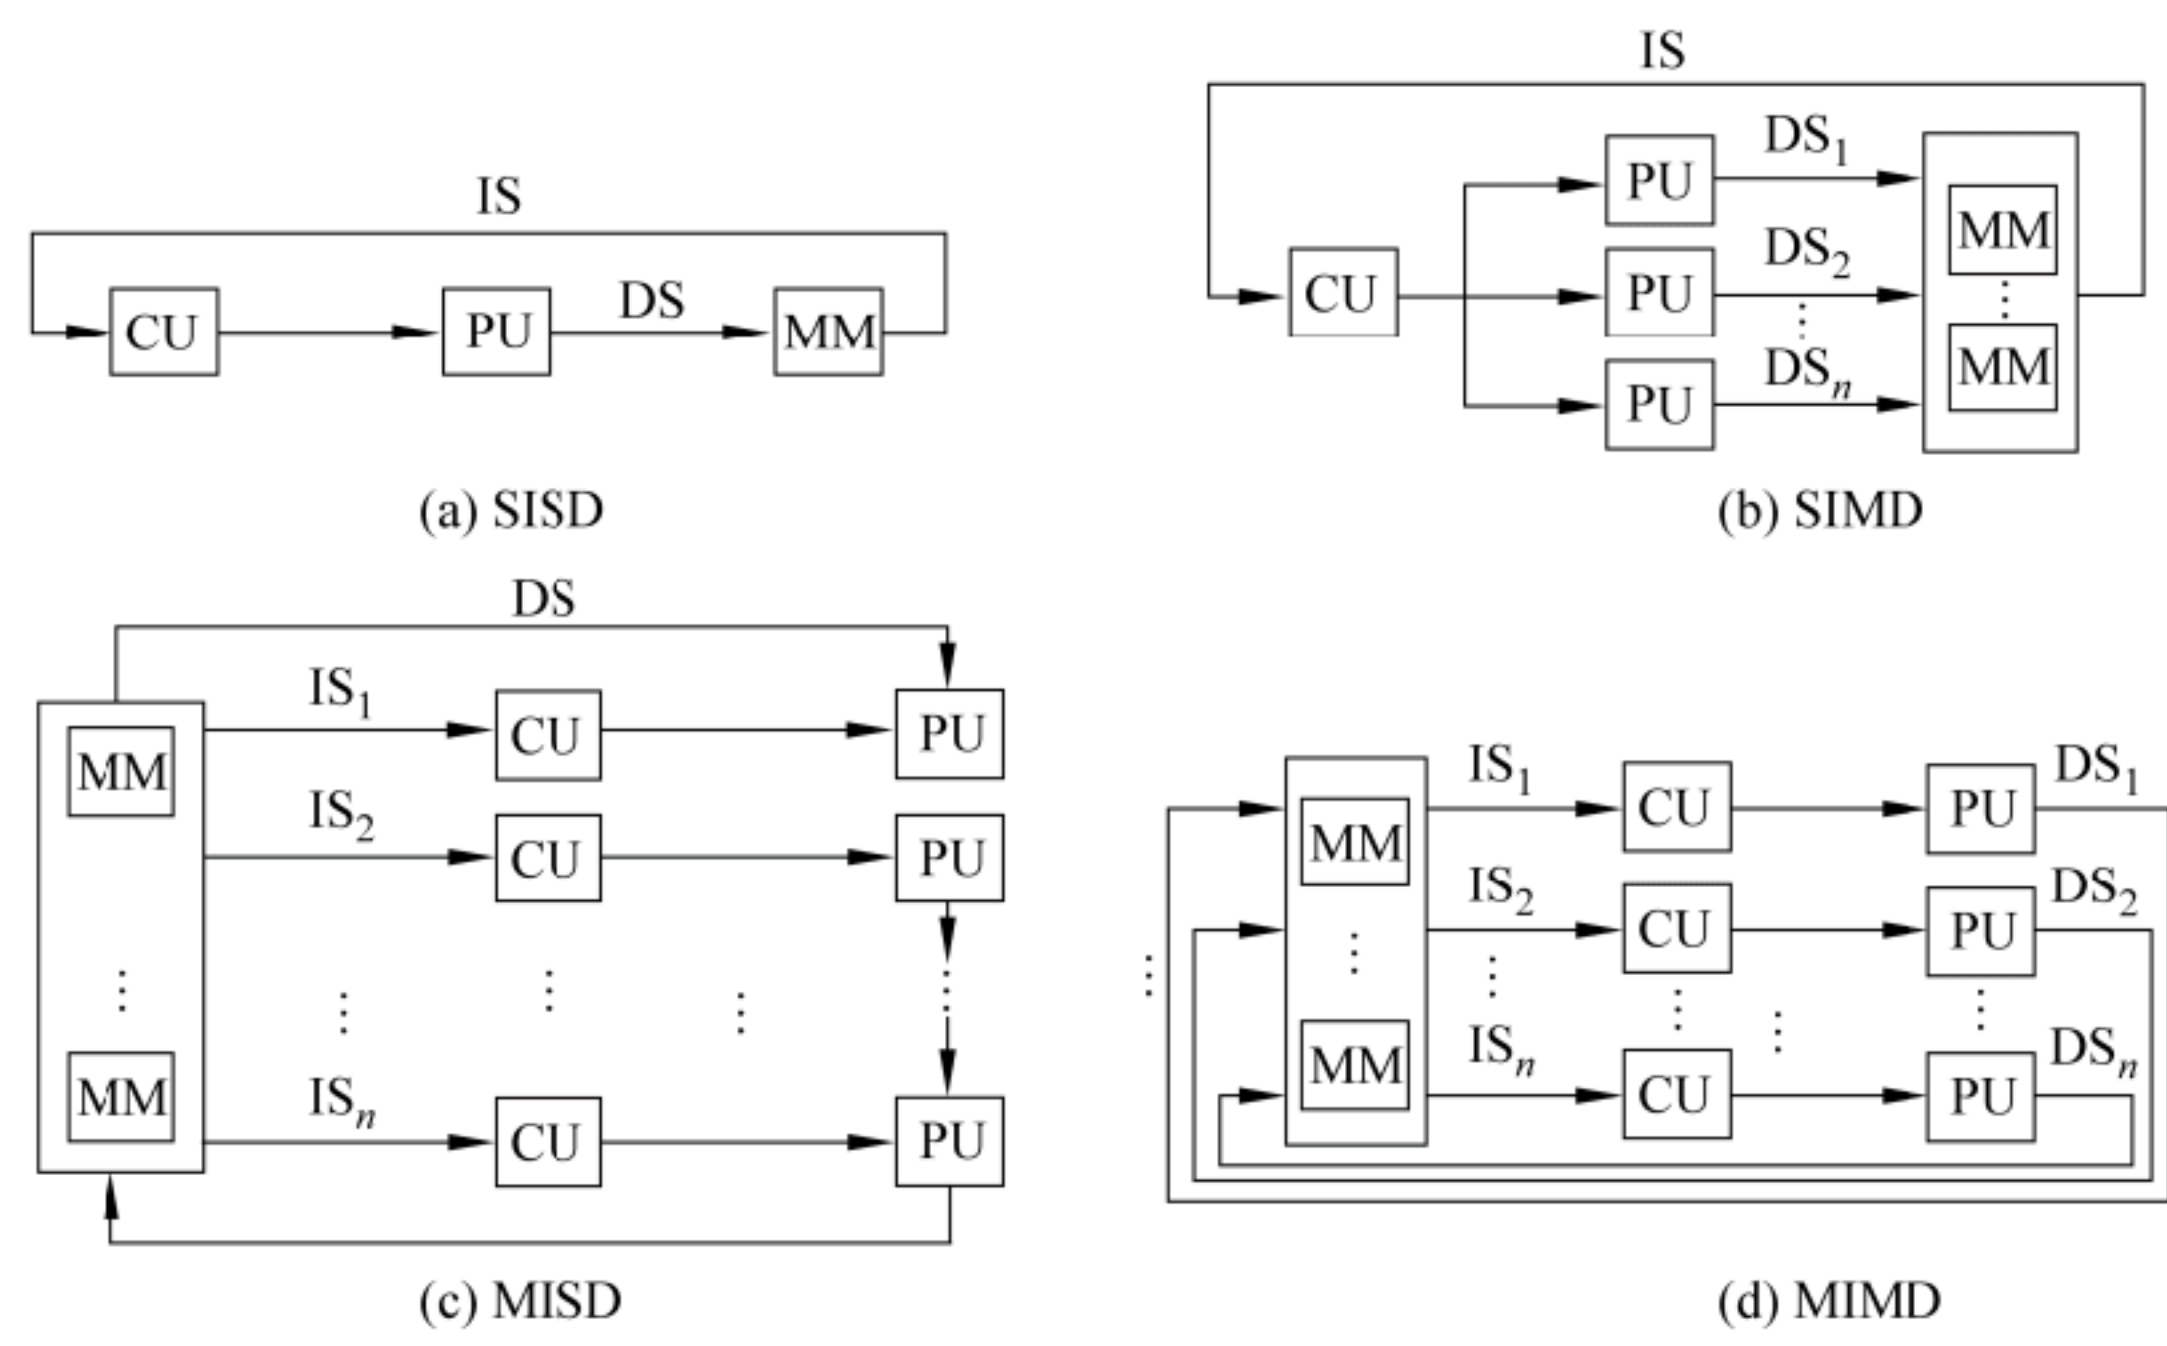 IS
CU PU DS MM
(a) SISD
IS
PU DS₁
MM
CU PU DS₂
⋮ ⋮
MM
PU DSₙ
(b) SIMD
DS
MM IS₁ CU PU
IS₂ CU PU
⋮ ⋮ ⋮ ⋮ ⋮
MM ISₙ CU PU
(c) MISD
MM IS₁ CU PU DS₁
IS₂ CU PU DS₂
⋮ ⋮ ⋮ ⋮ ⋮ ⋮
MM ISₙ CU PU DSₙ
(d) MIMD